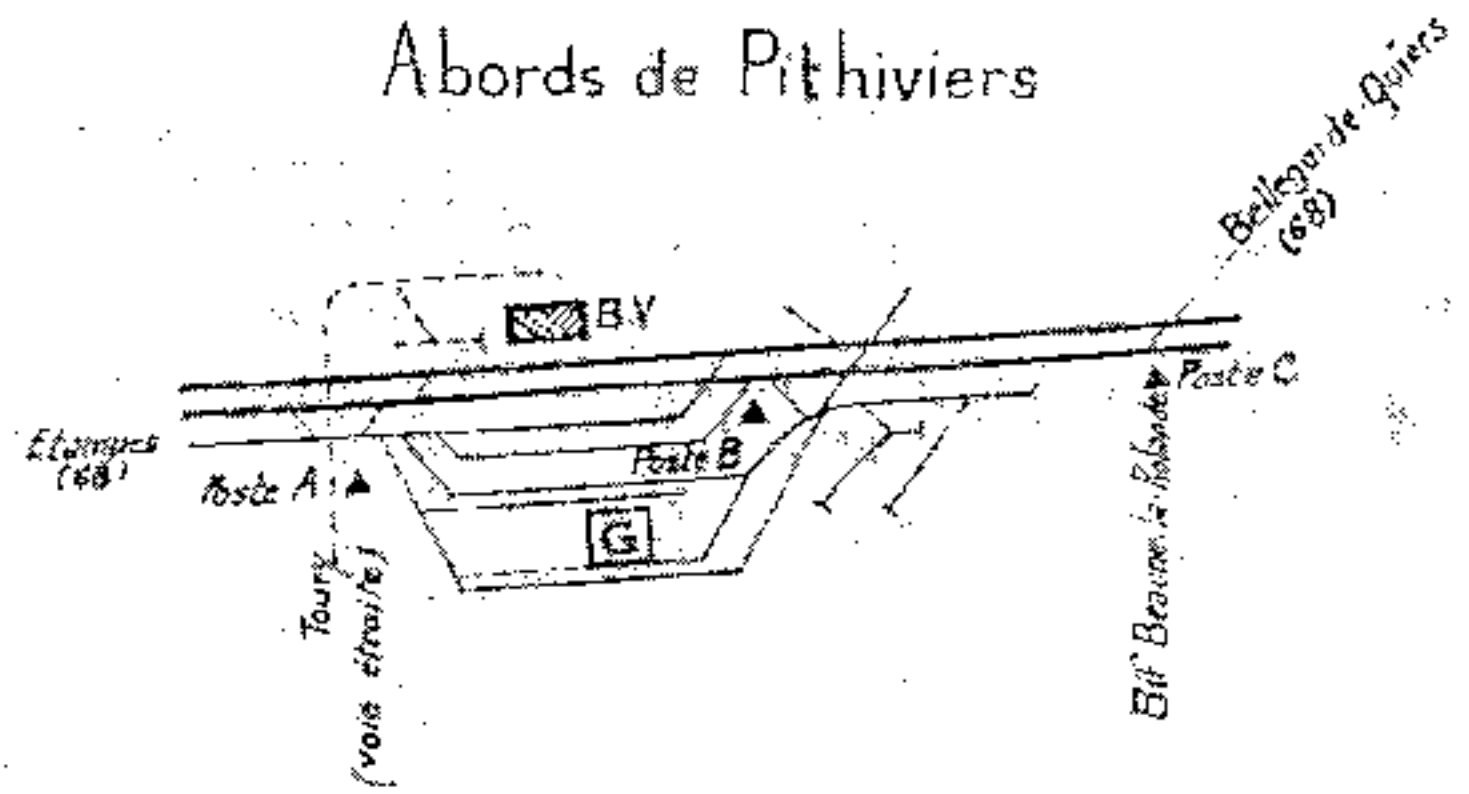 Abords de Pithiviers
Bellegarde-Quiers
(68)
B.V
Etampes
(68)
Poste A
Poste B
Poste C
G
Toury
(voie étroite)
Bif Beaune-la-Rolande